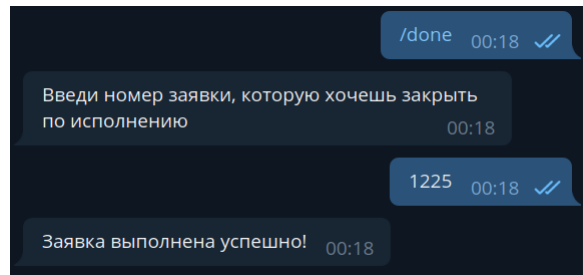 /done 00:18
Введи номер заявки, которую хочешь закрыть
по исполнению 00:18
1225 00:18
Заявка выполнена успешно! 00:18